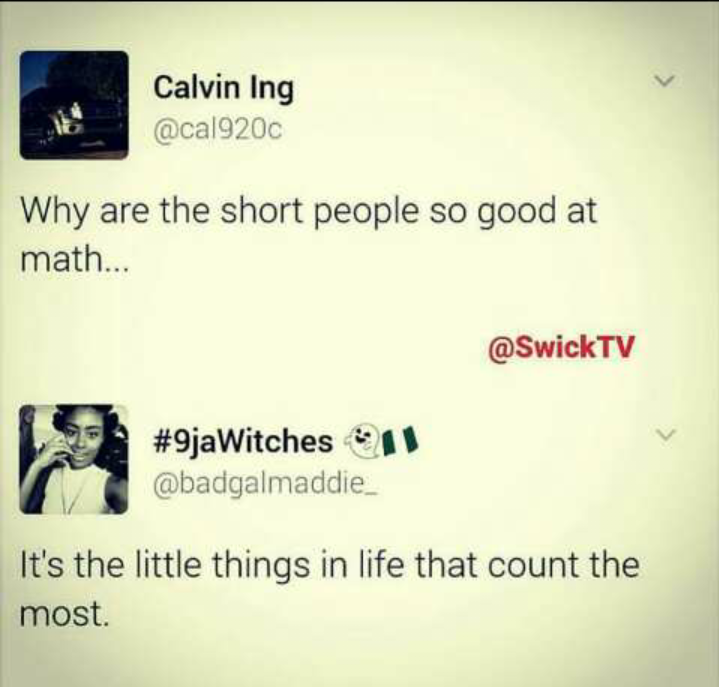 Calvin Ing
@cal920c
Why are the short people so good at
math...
@SwickTV
#9jaWitches 👻🇳🇬
@badgalmaddie_
It's the little things in life that count the
most.